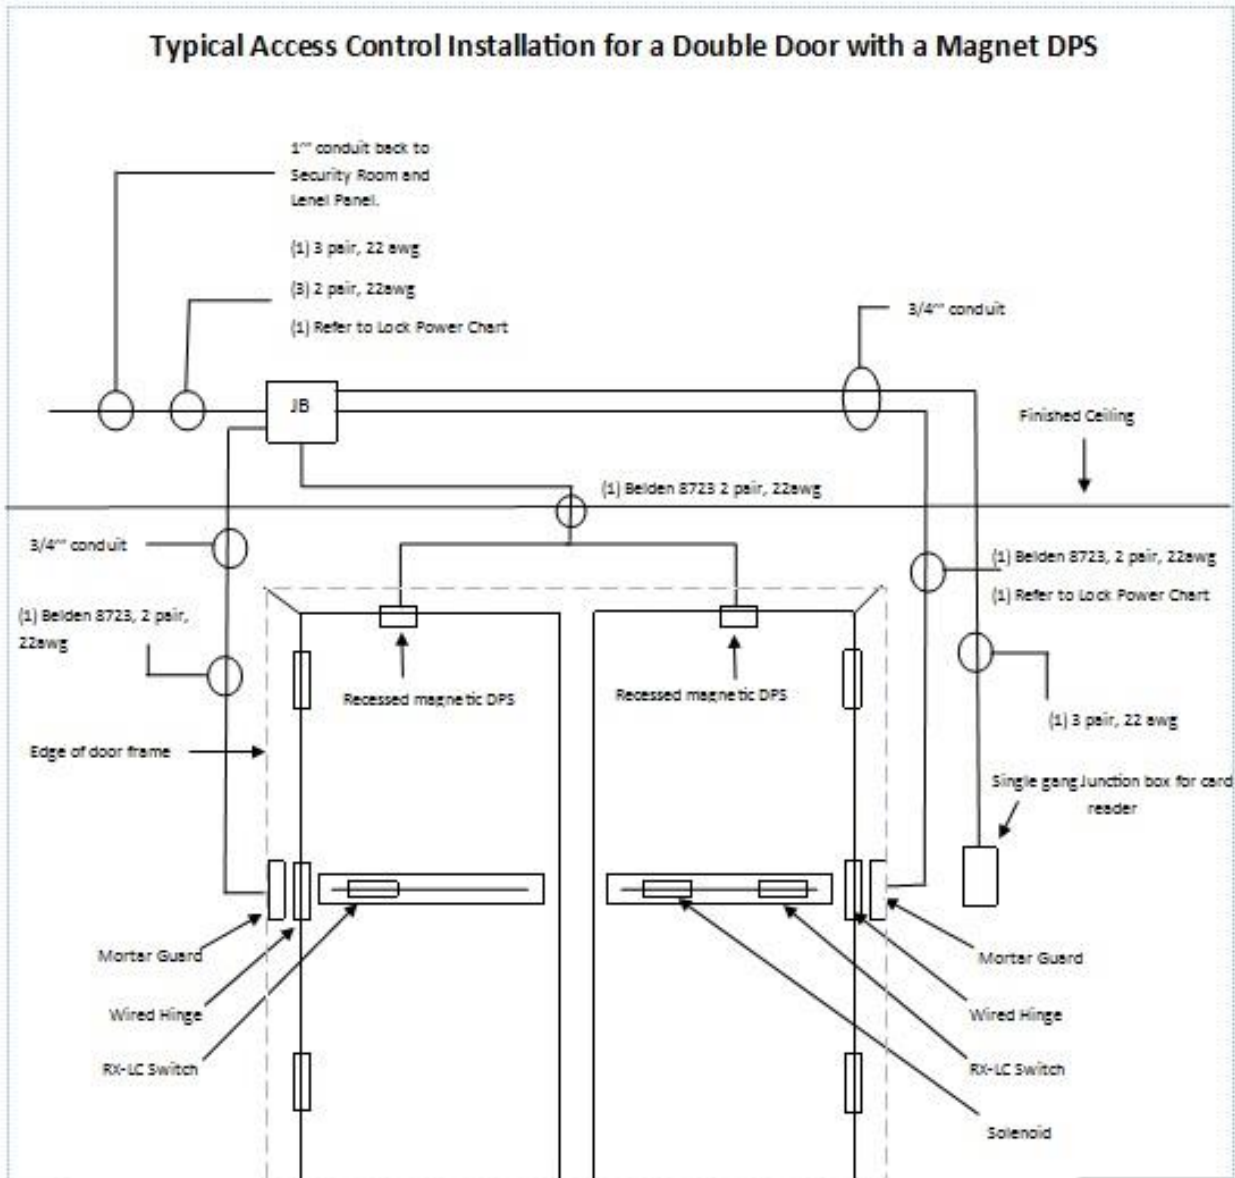 Typical Access Control Installation for a Double Door with a Magnet DPS
1"" conduit back to
Security Room and
Lenel Panel.
(1) 3 pair, 22 awg
(3) 2 pair, 22awg
(1) Refer to Lock Power Chart
3/4"" conduit
JB
Finished Ceiling
(1) Belden 8723 2 pair, 22awg
3/4"" conduit
(1) Belden 8723, 2 pair, 22awg
(1) Refer to Lock Power Chart
(1) Belden 8723, 2 pair,
22awg
Recessed magnetic DPS
Recessed magnetic DPS
(1) 3 pair, 22 awg
Edge of door frame
Single gang Junction box for card
reader
Mortar Guard
Mortar Guard
Wired Hinge
Wired Hinge
RX-LC Switch
RX-LC Switch
Solenoid